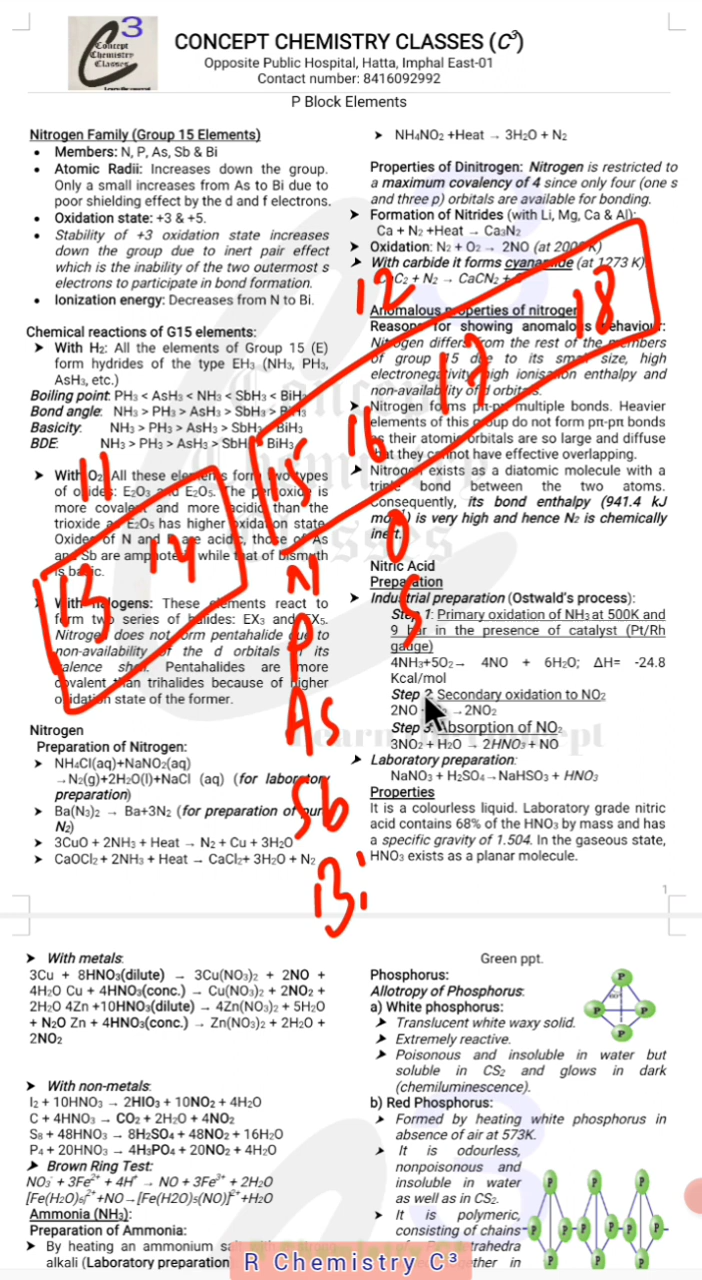 3
Concept
Chemistry
Classes
Learn the concept
CONCEPT CHEMISTRY CLASSES (C³)
Opposite Public Hospital, Hatta, Imphal East-01
Contact number: 8416092992
P Block Elements
Nitrogen Family (Group 15 Elements)
• Members: N, P, As, Sb & Bi
• Atomic Radii: Increases down the group.
Only a small increases from As to Bi due to
poor shielding effect by the d and f electrons.
• Oxidation state: +3 & +5.
• Stability of +3 oxidation state increases
down the group due to inert pair effect
which is the inability of the two outermost s
electrons to participate in bond formation.
• Ionization energy: Decreases from N to Bi.
Chemical reactions of G15 elements:
➤ With H₂: All the elements of Group 15 (E)
form hydrides of the type EH₃ (NH₃, PH₃,
AsH₃, etc.)
Boiling point: PH₃ < AsH₃ < NH₃ < SbH₃ < BiH₃
Bond angle: NH₃ > PH₃ > AsH₃ > SbH₃ > BiH₃
Basicity: NH₃ > PH₃ > AsH₃ > SbH₃ > BiH₃
BDE: NH₃ > PH₃ > AsH₃ > SbH₃ > BiH₃
➤ With O₂: All these elements form two types
of oxides: E₂O₃ and E₂O₅. The pentoxide is
more covalent and more acidic than the
trioxide as E₂O₅ has higher oxidation state.
Oxides of N and P are acidic, those of As
and Sb are amphoteric while that of bismuth
is basic.
➤ With halogens: These elements react to
form two series of halides: EX₃ and EX₅.
Nitrogen does not form pentahalide due to
non-availability of the d orbitals in its
valence shell. Pentahalides are more
covalent than trihalides because of higher
oxidation state of the former.
Nitrogen
Preparation of Nitrogen:
➤ NH₄Cl(aq)+NaNO₂(aq)
→N₂(g)+2H₂O(l)+NaCl (aq) (for laboratory
preparation)
➤ Ba(N₃)₂ → Ba+3N₂ (for preparation of pure
N₂)
➤ 3CuO + 2NH₃ + Heat → N₂ + Cu + 3H₂O
➤ CaOCl₂ + 2NH₃ + Heat → CaCl₂+ 3H₂O + N₂
➤ NH₄NO₂ +Heat → 3H₂O + N₂
Properties of Dinitrogen: Nitrogen is restricted to
a maximum covalency of 4 since only four (one s
and three p) orbitals are available for bonding.
➤ Formation of Nitrides (with Li, Mg, Ca & Al):
Ca + N₂ +Heat → Ca₃N₂
➤ Oxidation: N₂ + O₂ → 2NO (at 2000 K)
➤ With carbide it forms cyanamide (at 1273 K)
CaC₂ + N₂ → CaCN₂ +
Anomalous properties of nitrogen
Reasons for showing anomalous behaviour:
Nitrogen differs from the rest of the members
of group 15 due to its small size, high
electronegativity, high ionisation enthalpy and
non-availability of d orbitals.
➤ Nitrogen forms pπ-pπ multiple bonds. Heavier
elements of this group do not form pπ-pπ bonds
as their atomic orbitals are so large and diffuse
that they cannot have effective overlapping.
➤ Nitrogen exists as a diatomic molecule with a
triple bond between the two atoms.
Consequently, its bond enthalpy (941.4 kJ
mol) is very high and hence N₂ is chemically
inert.
Nitric Acid
Preparation
➤ Industrial preparation (Ostwald's process):
Step 1: Primary oxidation of NH₃ at 500K and
9 bar in the presence of catalyst (Pt/Rh
gauge)
4NH₃+5O₂→ 4NO + 6H₂O; ΔH= -24.8
Kcal/mol
Step 2: Secondary oxidation to NO₂
2NO → 2NO₂
Step 3: Absorption of NO₂
3NO₂ + H₂O → 2HNO₃ + NO
➤ Laboratory preparation:
NaNO₃ + H₂SO₄→NaHSO₃ + HNO₃
Properties
It is a colourless liquid. Laboratory grade nitric
acid contains 68% of the HNO₃ by mass and has
a specific gravity of 1.504. In the gaseous state,
HNO₃ exists as a planar molecule.
12
18
17
16
15
11
13
14
N
P
As
Sb
Bi
O
S
1
➤ With metals:
3Cu + 8HNO₃(dilute) → 3Cu(NO₃)₂ + 2NO +
4H₂O Cu + 4HNO₃(conc.) → Cu(NO₃)₂ + 2NO₂ +
2H₂O 4Zn +10HNO₃(dilute) → 4Zn(NO₃)₂ + 5H₂O
+ N₂O Zn + 4HNO₃(conc.) → Zn(NO₃)₂ + 2H₂O +
2NO₂
➤ With non-metals:
I₂ + 10HNO₃ → 2HIO₃ + 10NO₂ + 4H₂O
C + 4HNO₃ → CO₂ + 2H₂O + 4NO₂
S₈ + 48HNO₃ → 8H₂SO₄ + 48NO₂ + 16H₂O
P₄ + 20HNO₃ → 4H₃PO₄ + 20NO₂ + 4H₂O
➤ Brown Ring Test:
NO₃⁻ + 3Fe²⁺ + 4H⁺ → NO + 3Fe³⁺ + 2H₂O
[Fe(H₂O)₆]²⁺+NO→[Fe(H2O)₅(NO)]²⁺+H₂O
Ammonia (NH₃):
Preparation of Ammonia:
➤ By heating an ammonium salt
alkali (Laboratory preparation
Green ppt.
Phosphorus:
Allotropy of Phosphorus:
a) White phosphorus:
➤ Translucent white waxy solid.
➤ Extremely reactive.
➤ Poisonous and insoluble in water but
soluble in CS₂ and glows in dark
(chemiluminescence).
P
60°
P P
P
b) Red Phosphorus:
➤ Formed by heating white phosphorus in
absence of air at 573K.
➤ It is odourless,
nonpoisonous and
insoluble in water
as well as in CS₂.
➤ It is polymeric,
consisting of chains
trahedra
ether in
P P P
P P P P P P
P P P
R Chemistry C³